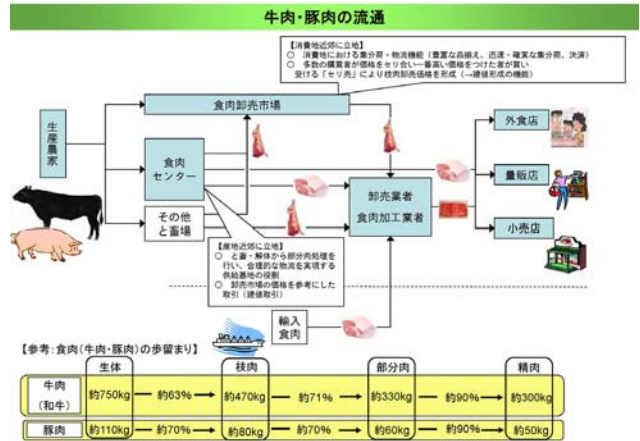 牛肉・豚肉の流通
【消費地近郊に立地】
○ 消費地における集分荷・物流機能（豊富な品揃え、迅速・確実な集分荷、決済）
○ 多数の購買者が価格をセリ合い一番高い価格をつけた者が買い
受ける「セリ売」により枝肉卸売価格を形成（→建値形成の機能）
生産農家
食肉卸売市場
食肉
センター
その他
と畜場
卸売業者
食肉加工業者
外食店
量販店
小売店
【産地近郊に立地】
○ と畜・解体から部分肉処理を
行い、合理的な物流を実現する
供給基地の役割
○ 卸売市場の価格を参考にした
取引（建値取引）
輸入
食肉
【参考：食肉（牛肉・豚肉）の歩留まり】
生体 枝肉 部分肉 精肉
牛肉
（和牛）
約750kg 約63% 約470kg 約71% 約330kg 約90% 約300kg
豚肉 約110kg 約70% 約80kg 約70% 約60kg 約90% 約50kg